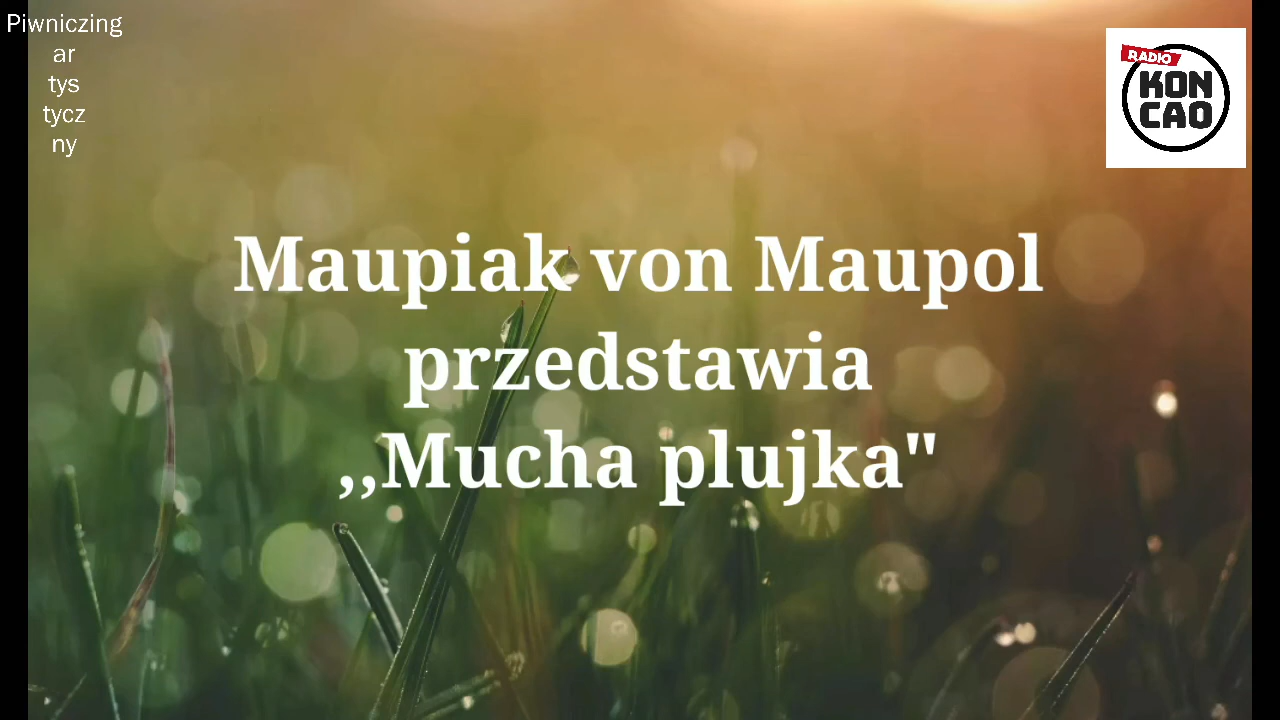 Piwniczing
ar
tys
tycz
ny
RADIO
KON
CAO
Maupiak von Maupol
przedstawia
,,Mucha plujka"